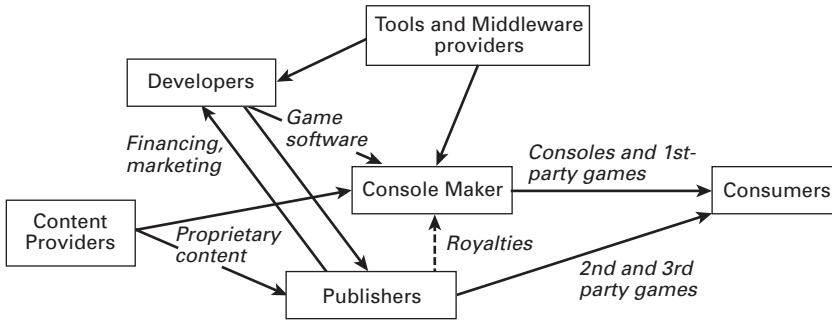 Tools and Middleware
providers
Developers
Game
software
Financing,
marketing
Consoles and 1st-
party games
Console Maker
Consumers
Content
Providers
Proprietary
content
Royalties
2nd and 3rd
party games
Publishers